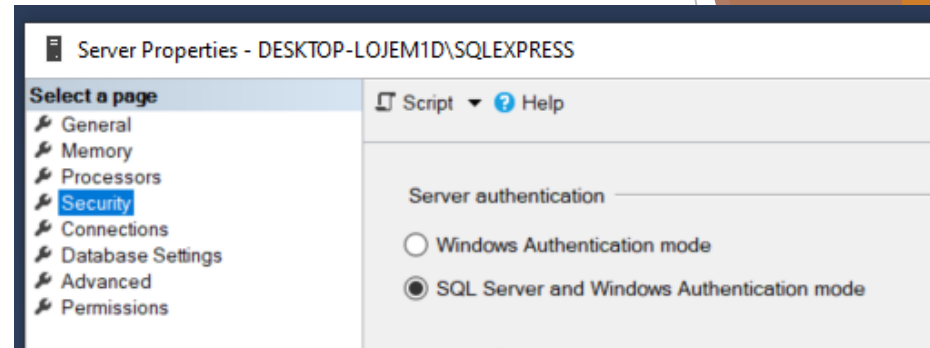 Server Properties - DESKTOP-LOJEM1D\SQLEXPRESS
Select a page
General
Memory
Processors
Security
Connections
Database Settings
Advanced
Permissions
Script Help
Server authentication
Windows Authentication mode
SQL Server and Windows Authentication mode